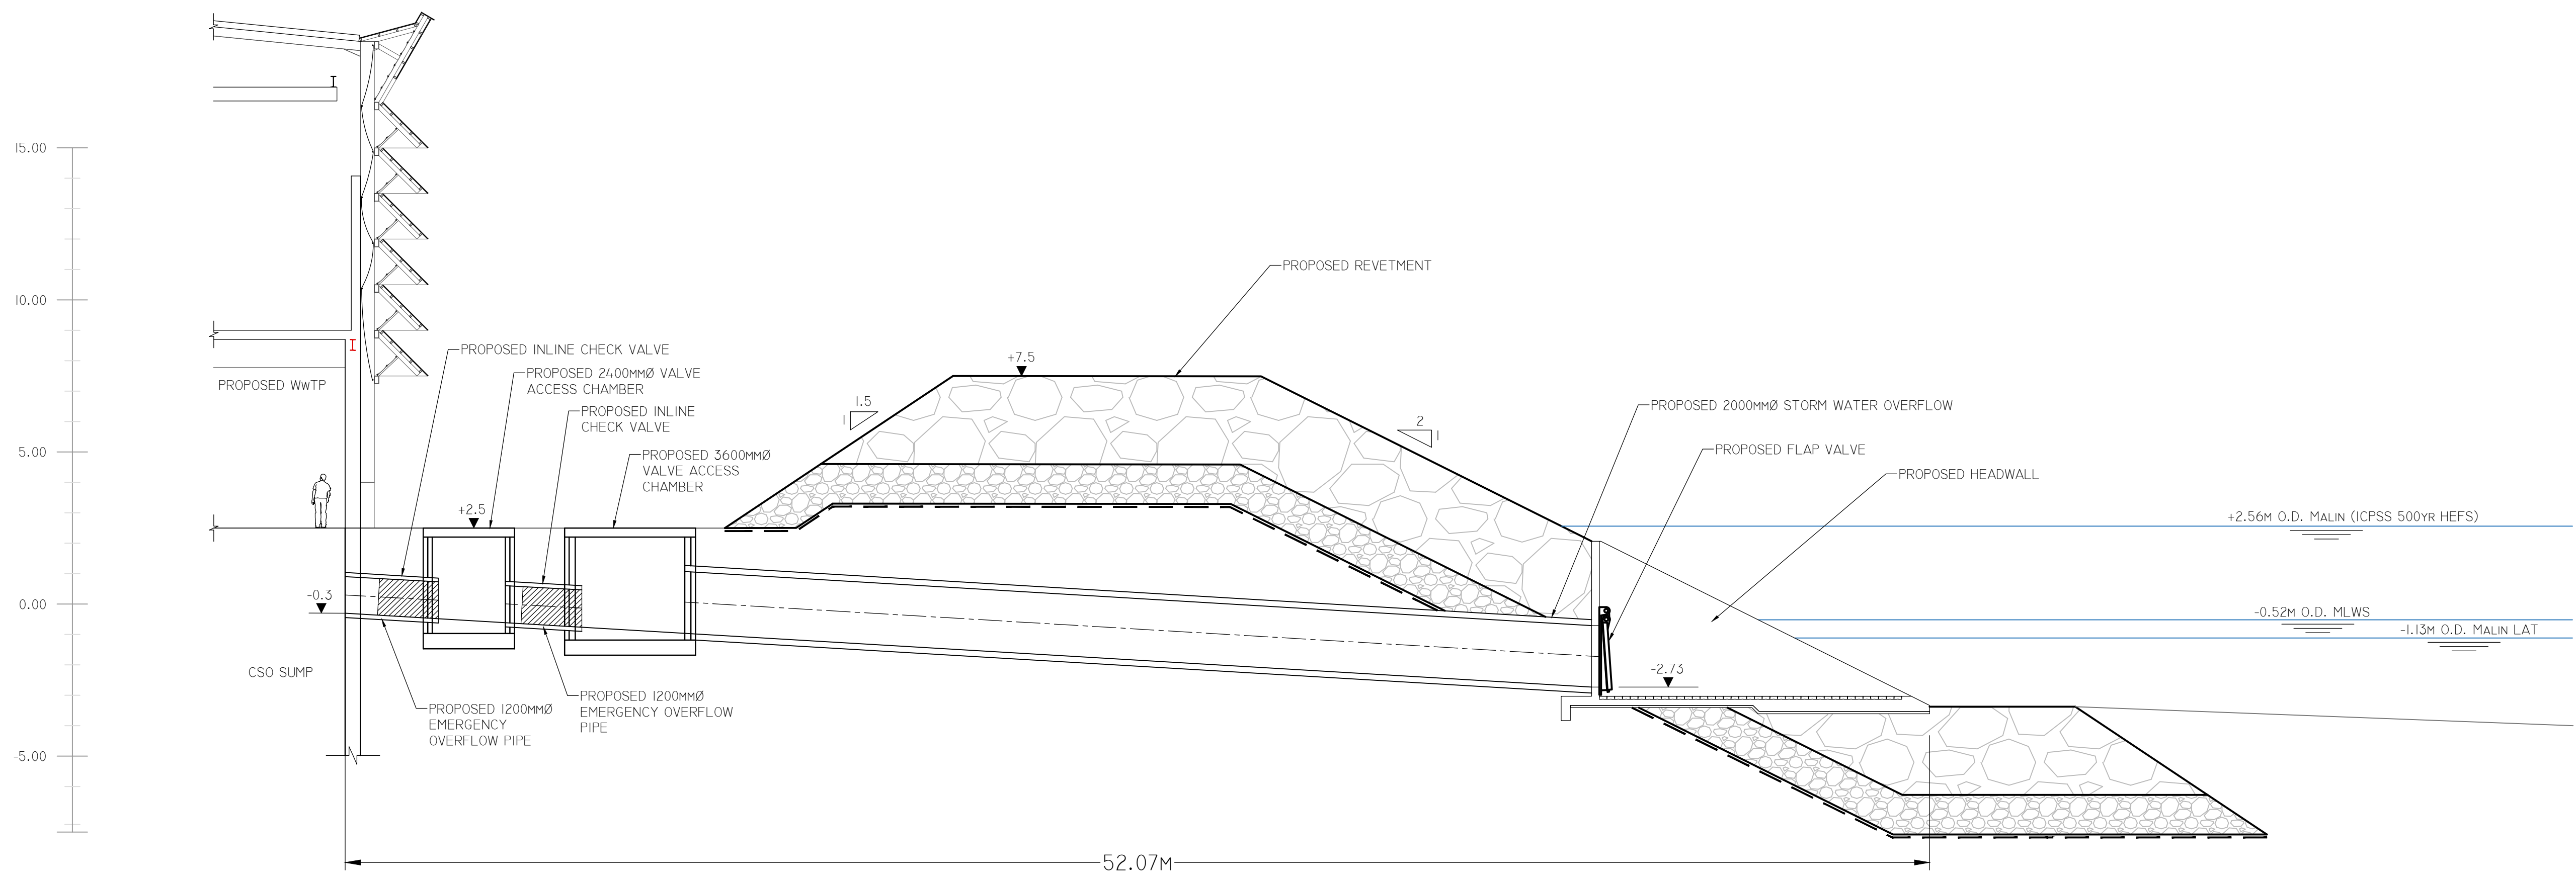 15.00
10.00
5.00
0.00
-5.00
PROPOSED WwTP
CSO SUMP
-0.3
+2.5
PROPOSED INLINE CHECK VALVE
PROPOSED 2400MMØ VALVE
ACCESS CHAMBER
PROPOSED INLINE
CHECK VALVE
PROPOSED 3600MMØ
VALVE ACCESS
CHAMBER
PROPOSED 1200MMØ
EMERGENCY
OVERFLOW PIPE
PROPOSED 1200MMØ
EMERGENCY OVERFLOW
PIPE
1.5
1
+7.5
PROPOSED REVETMENT
2
1
PROPOSED 2000MMØ STORM WATER OVERFLOW
PROPOSED FLAP VALVE
PROPOSED HEADWALL
-2.73
+2.56M O.D. MALIN (ICPSS 500YR HEFS)
-0.52M O.D. MLWS
-1.13M O.D. MALIN LAT
52.07M